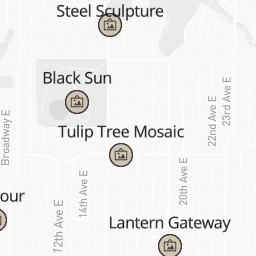 Steel Sculpture
Black Sun
Tulip Tree Mosaic
Broadway E
22nd Ave E
23rd Ave E
20th Ave E
14th Ave E
12th Ave E
our
Lantern Gateway